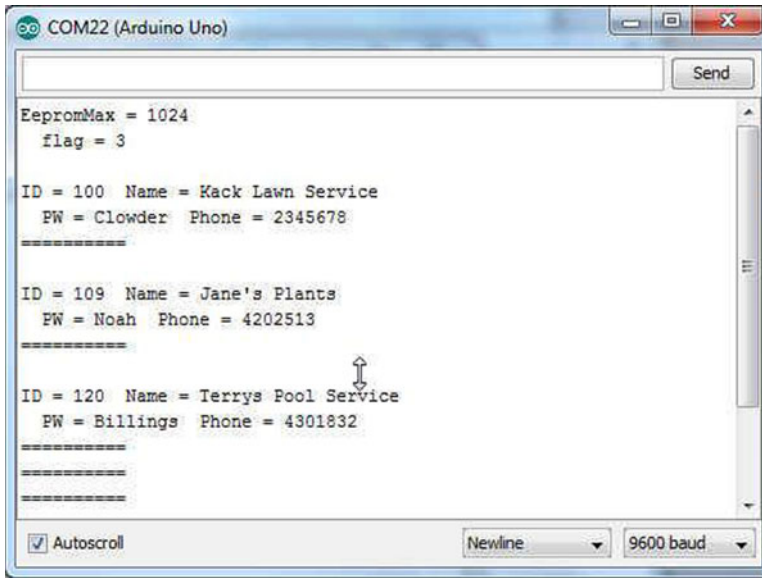 COM22 (Arduino Uno)
Send
EepromMax = 1024
flag = 3
ID = 100  Name = Kack Lawn Service
PW = Clowder  Phone = 2345678
==========
ID = 109  Name = Jane's Plants
PW = Noah  Phone = 4202513
==========
ID = 120  Name = Terrys Pool Service
PW = Billings  Phone = 4301832
==========
==========
==========
Autoscroll
Newline
9600 baud